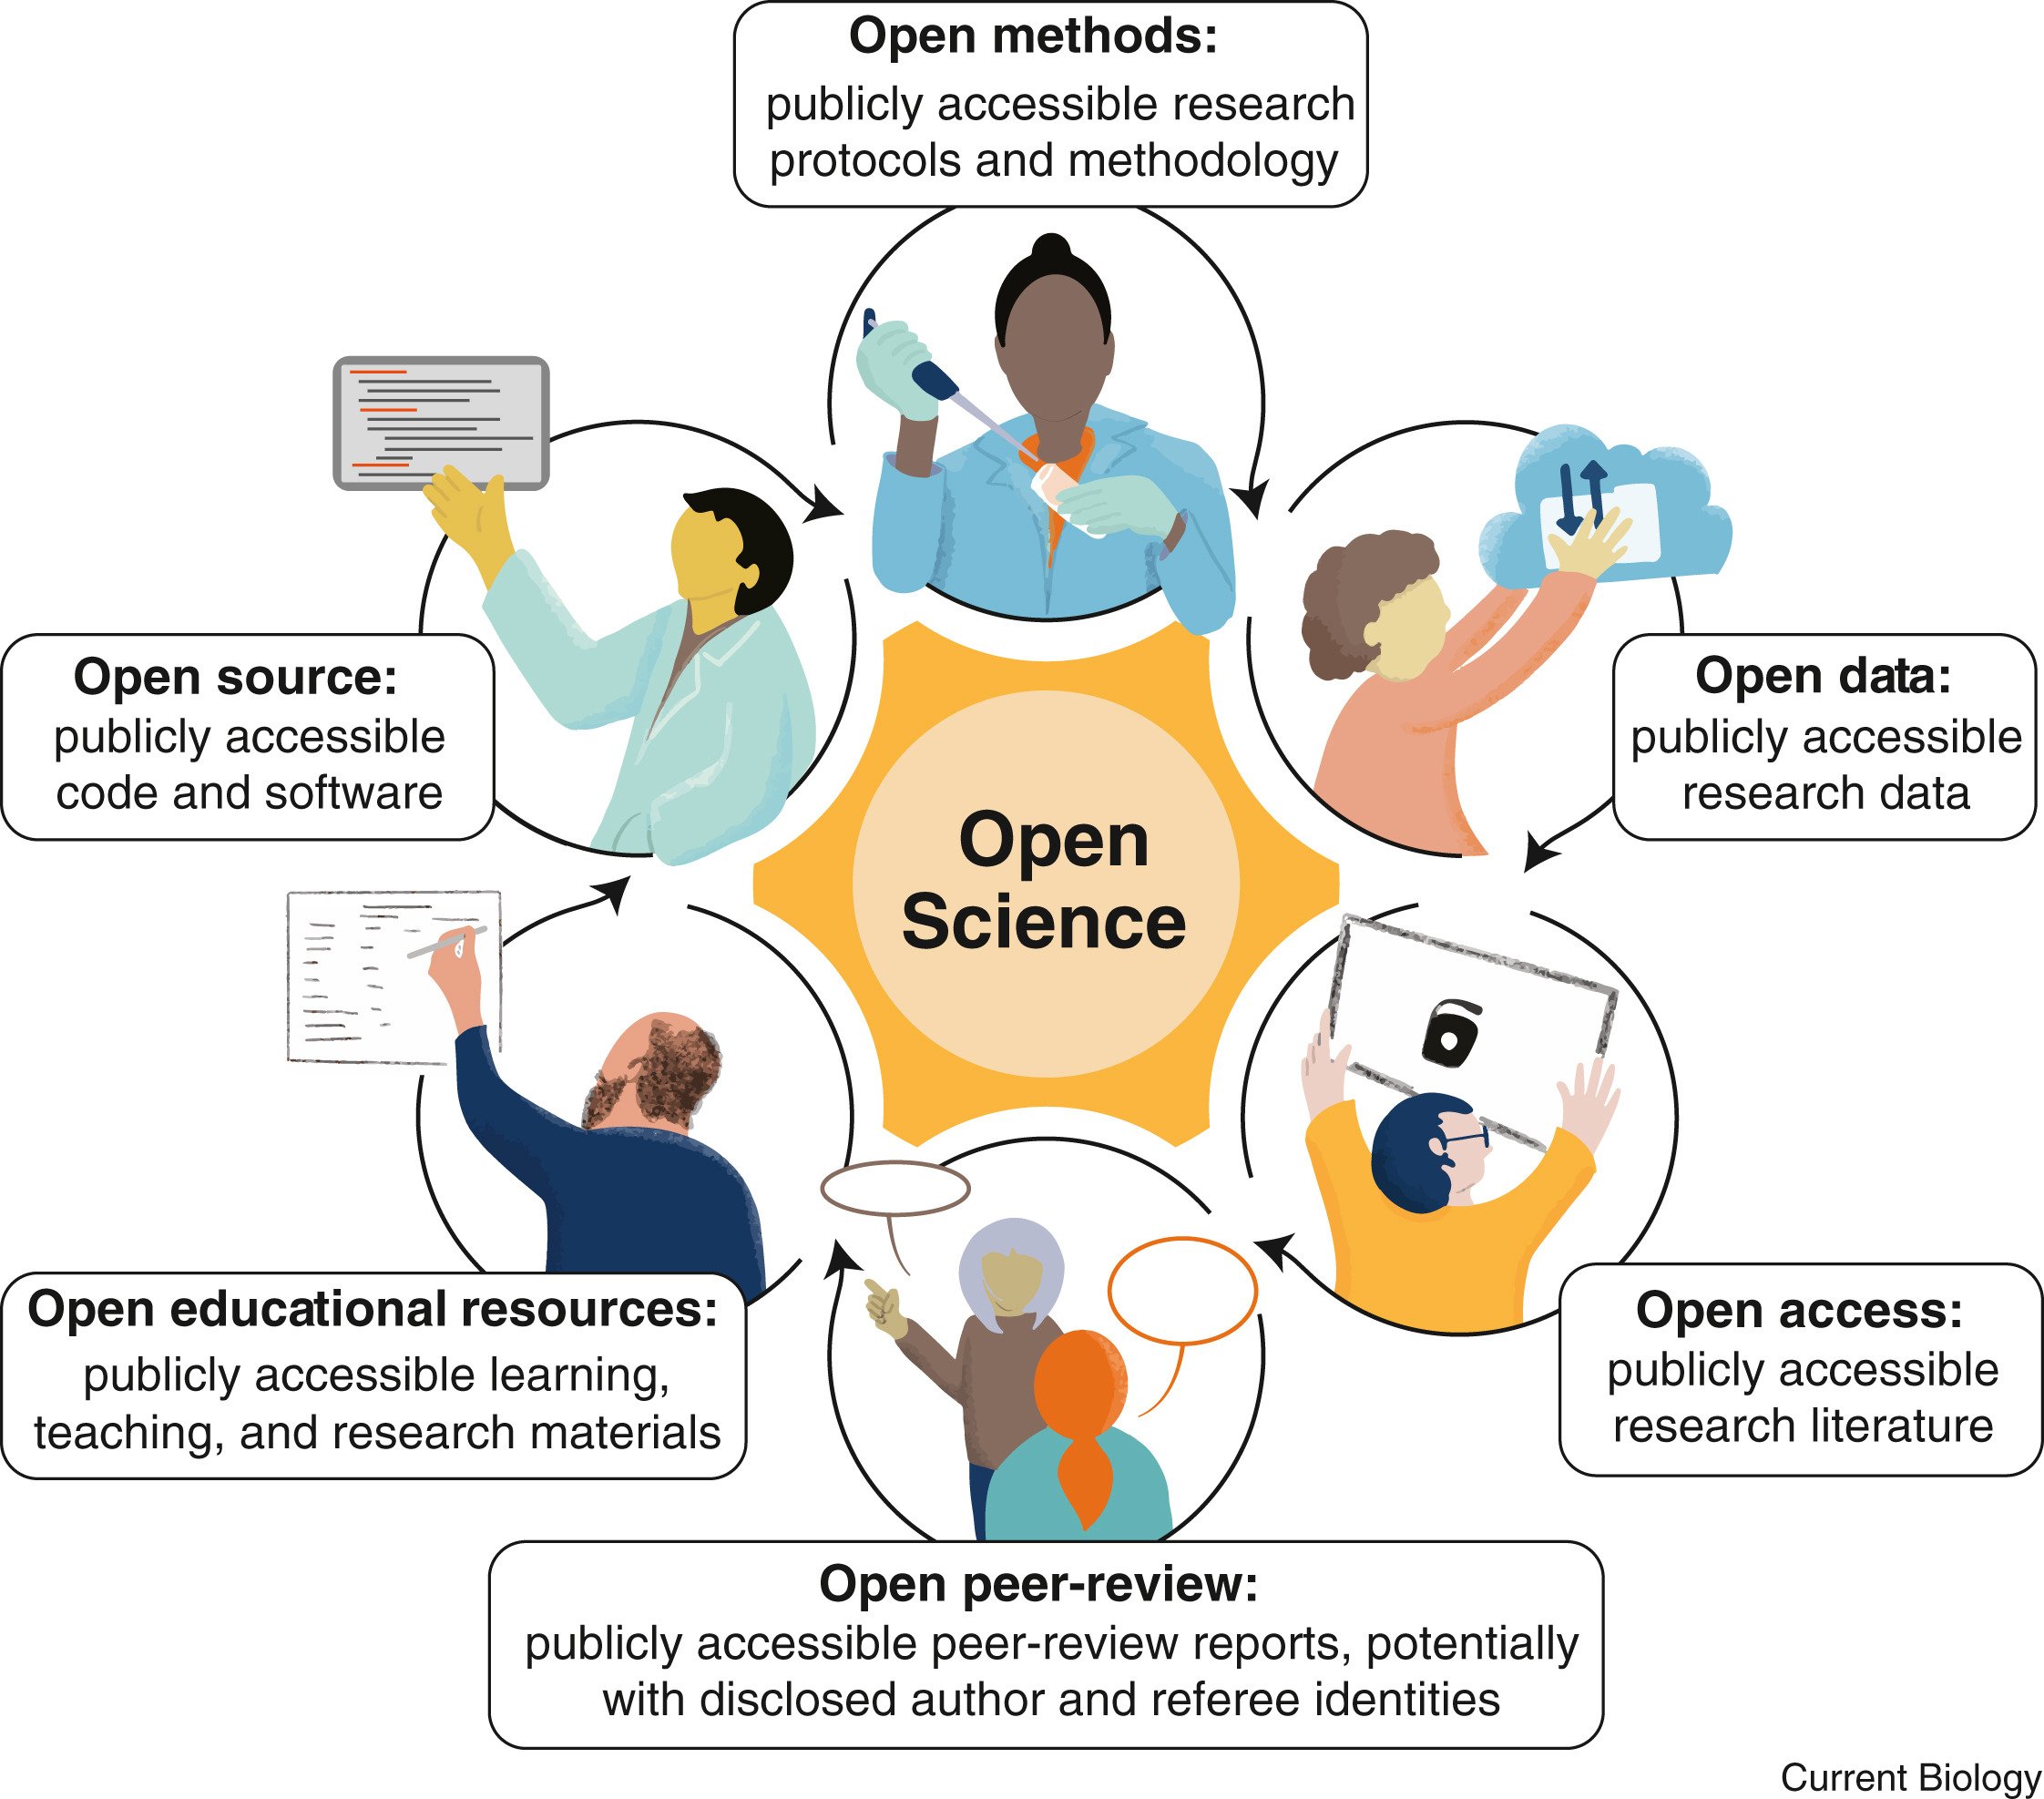 Open methods:
publicly accessible research
protocols and methodology
Open source:
publicly accessible
code and software
Open data:
publicly accessible
research data
Open
Science
Open educational resources:
publicly accessible learning,
teaching, and research materials
Open access:
publicly accessible
research literature
Open peer-review:
publicly accessible peer-review reports, potentially
with disclosed author and referee identities
Current Biology